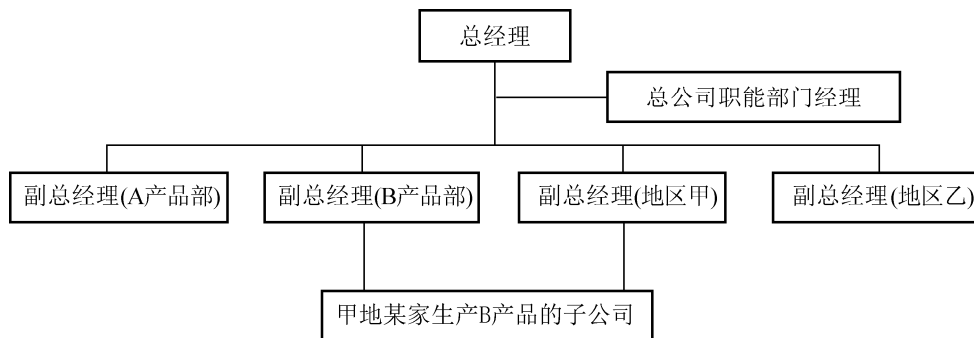 总经理
总公司职能部门经理
副总经理(A产品部)
副总经理(B产品部)
副总经理(地区甲)
副总经理(地区乙)
甲地某家生产B产品的子公司